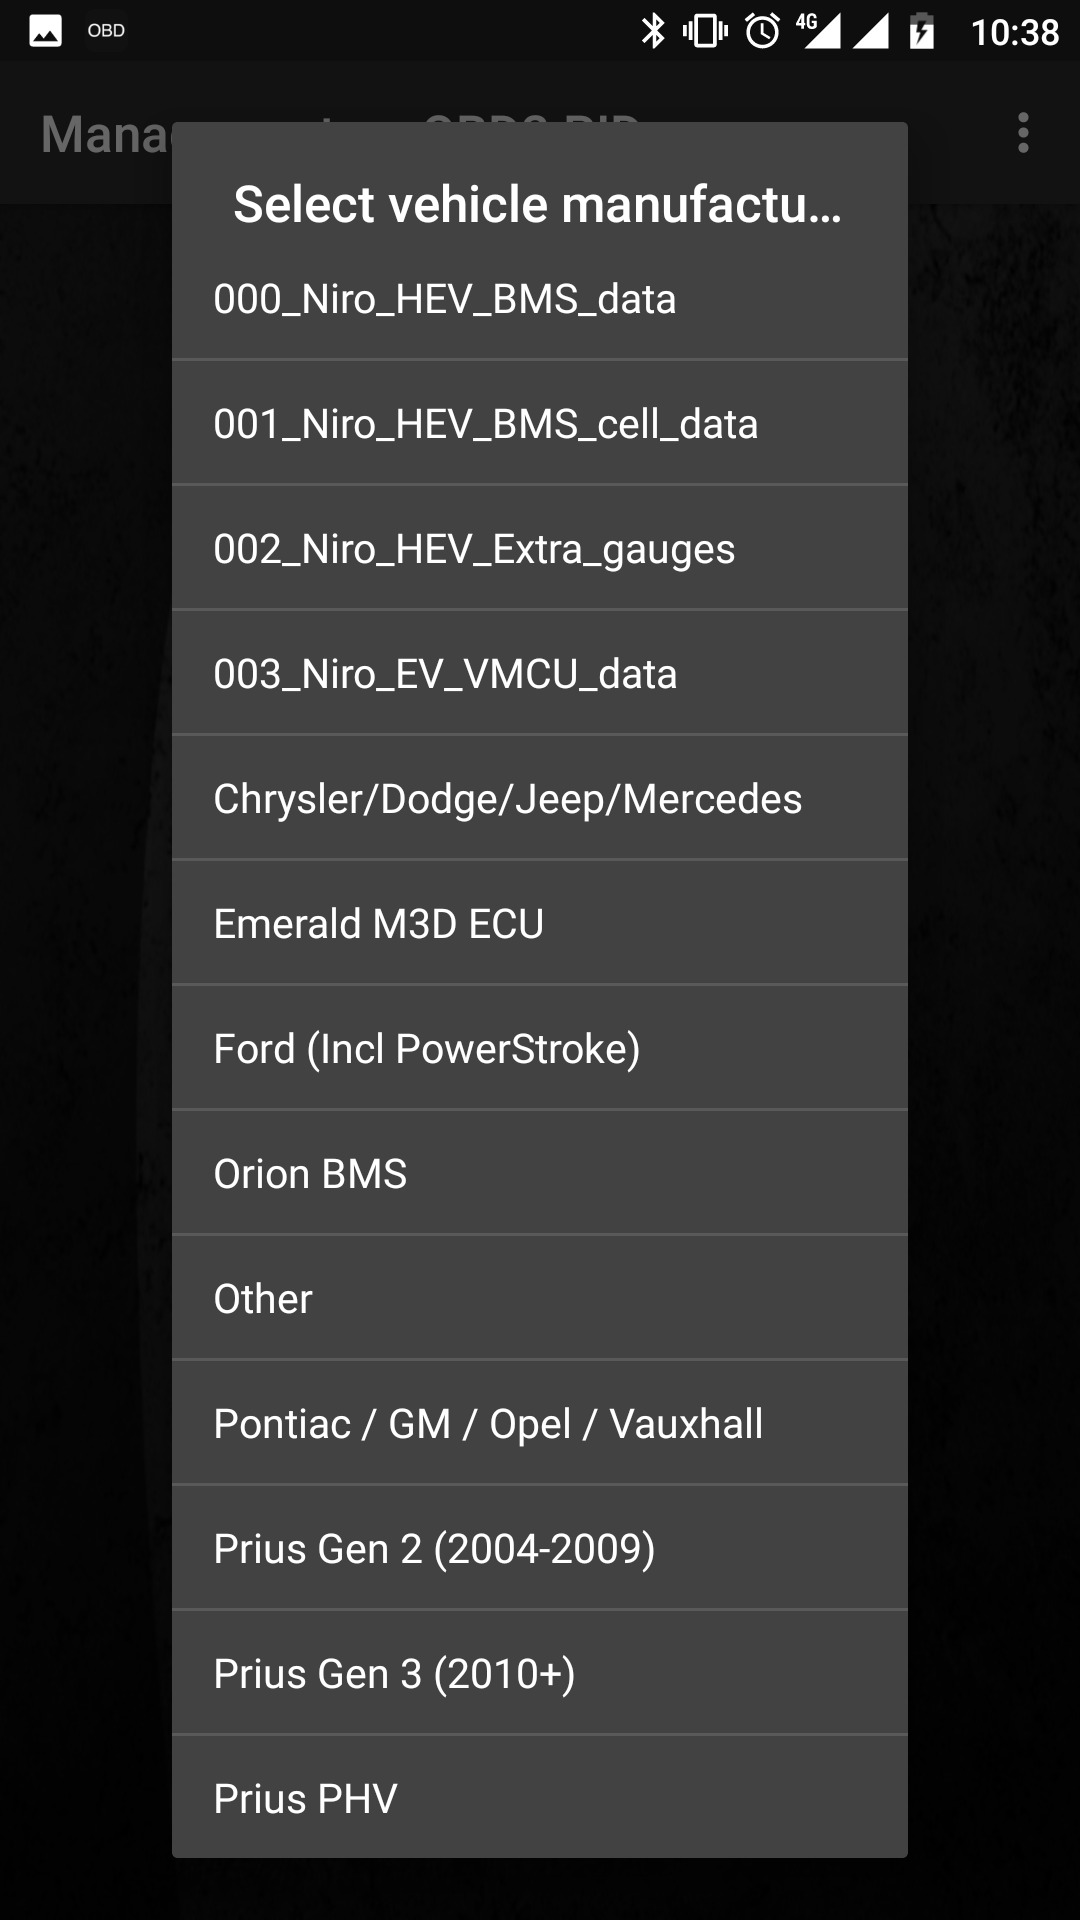 OBD 4G 10:38
Mana
Select vehicle manufactu...
000_Niro_HEV_BMS_data
001_Niro_HEV_BMS_cell_data
002_Niro_HEV_Extra_gauges
003_Niro_EV_VMCU_data
Chrysler/Dodge/Jeep/Mercedes
Emerald M3D ECU
Ford (Incl PowerStroke)
Orion BMS
Other
Pontiac / GM / Opel / Vauxhall
Prius Gen 2 (2004-2009)
Prius Gen 3 (2010+)
Prius PHV